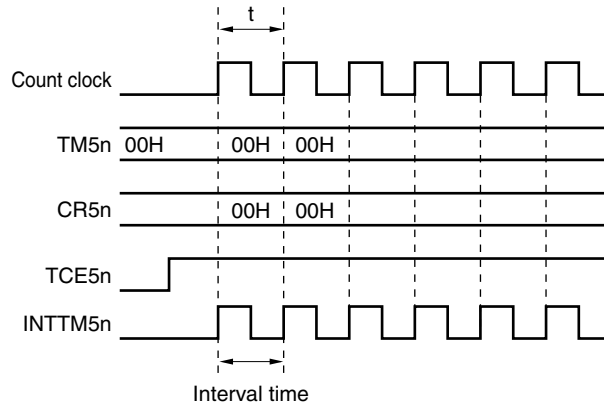 t
Count clock
TM5n 00H 00H 00H
CR5n 00H 00H
TCE5n
INTTM5n
Interval time